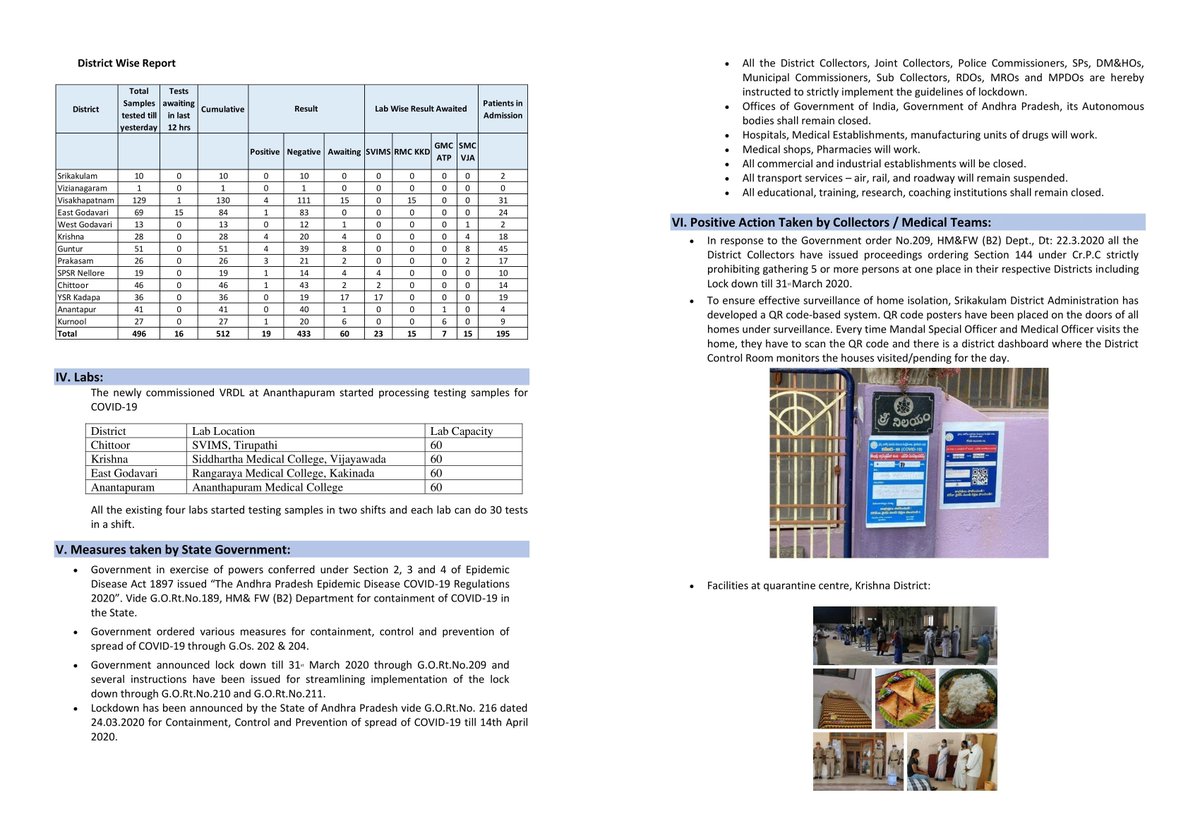 District Wise Report
District Total Samples tested till yesterday Tests awaiting in last 12 hrs Cumulative Result Lab Wise Result Awaited Patients in Admission
Positive Negative Awaiting SVIMS RMC KKD GMC ATP SMC VJA
Srikakulam 10 0 10 0 10 0 0 0 0 0 2
Vizianagaram 1 0 1 0 1 0 0 0 0 0 0
Visakhapatnam 129 1 130 4 111 15 0 15 0 0 31
East Godavari 69 15 84 1 83 0 0 0 0 0 24
West Godavari 13 0 13 0 12 1 0 0 0 1 2
Krishna 28 0 28 4 20 4 0 0 0 4 18
Guntur 51 0 51 4 39 8 0 0 0 8 45
Prakasam 26 0 26 3 21 2 0 0 0 2 17
SPSR Nellore 19 0 19 1 14 4 4 0 0 0 10
Chittoor 46 0 46 1 43 2 2 0 0 0 14
YSR Kadapa 36 0 36 0 19 17 17 0 0 0 19
Anantapur 41 0 41 0 40 1 0 0 1 0 4
Kurnool 27 0 27 1 20 6 0 0 6 0 9
Total 496 16 512 19 433 60 23 15 7 15 195
IV. Labs:
The newly commissioned VRDL at Ananthapuram started processing testing samples for
COVID-19
District Lab Location Lab Capacity
Chittoor SVIMS, Tirupathi 60
Krishna Siddhartha Medical College, Vijayawada 60
East Godavari Rangaraya Medical College, Kakinada 60
Anantapuram Ananthapuram Medical College 60
All the existing four labs started testing samples in two shifts and each lab can do 30 tests
in a shift.
V. Measures taken by State Government:
• Government in exercise of powers conferred under Section 2, 3 and 4 of Epidemic
Disease Act 1897 issued “The Andhra Pradesh Epidemic Disease COVID-19 Regulations
2020”. Vide G.O.Rt.No.189, HM& FW (B2) Department for containment of COVID-19 in
the State.
• Government ordered various measures for containment, control and prevention of
spread of COVID-19 through G.Os. 202 & 204.
• Government announced lock down till 31st March 2020 through G.O.Rt.No.209 and
several instructions have been issued for streamlining implementation of the lock
down through G.O.Rt.No.210 and G.O.Rt.No.211.
• Lockdown has been announced by the State of Andhra Pradesh vide G.O.Rt.No. 216 dated
24.03.2020 for Containment, Control and Prevention of spread of COVID-19 till 14th April
2020.
• All the District Collectors, Joint Collectors, Police Commissioners, SPs, DM&HOs,
Municipal Commissioners, Sub Collectors, RDOs, MROs and MPDOs are hereby
instructed to strictly implement the guidelines of lockdown.
• Offices of Government of India, Government of Andhra Pradesh, its Autonomous
bodies shall remain closed.
• Hospitals, Medical Establishments, manufacturing units of drugs will work.
• Medical shops, Pharmacies will work.
• All commercial and industrial establishments will be closed.
• All transport services – air, rail, and roadway will remain suspended.
• All educational, training, research, coaching institutions shall remain closed.
VI. Positive Action Taken by Collectors / Medical Teams:
• In response to the Government order No.209, HM&FW (B2) Dept., Dt: 22.3.2020 all the
District Collectors have issued proceedings ordering Section 144 under Cr.P.C strictly
prohibiting gathering 5 or more persons at one place in their respective Districts including
Lock down till 31st March 2020.
• To ensure effective surveillance of home isolation, Srikakulam District Administration has
developed a QR code-based system. QR code posters have been placed on the doors of all
homes under surveillance. Every time Mandal Special Officer and Medical Officer visits the
home, they have to scan the QR code and there is a district dashboard where the District
Control Room monitors the houses visited/pending for the day.
శ్రీ
నిలయం
(COVID-19)
• Facilities at quarantine centre, Krishna District: